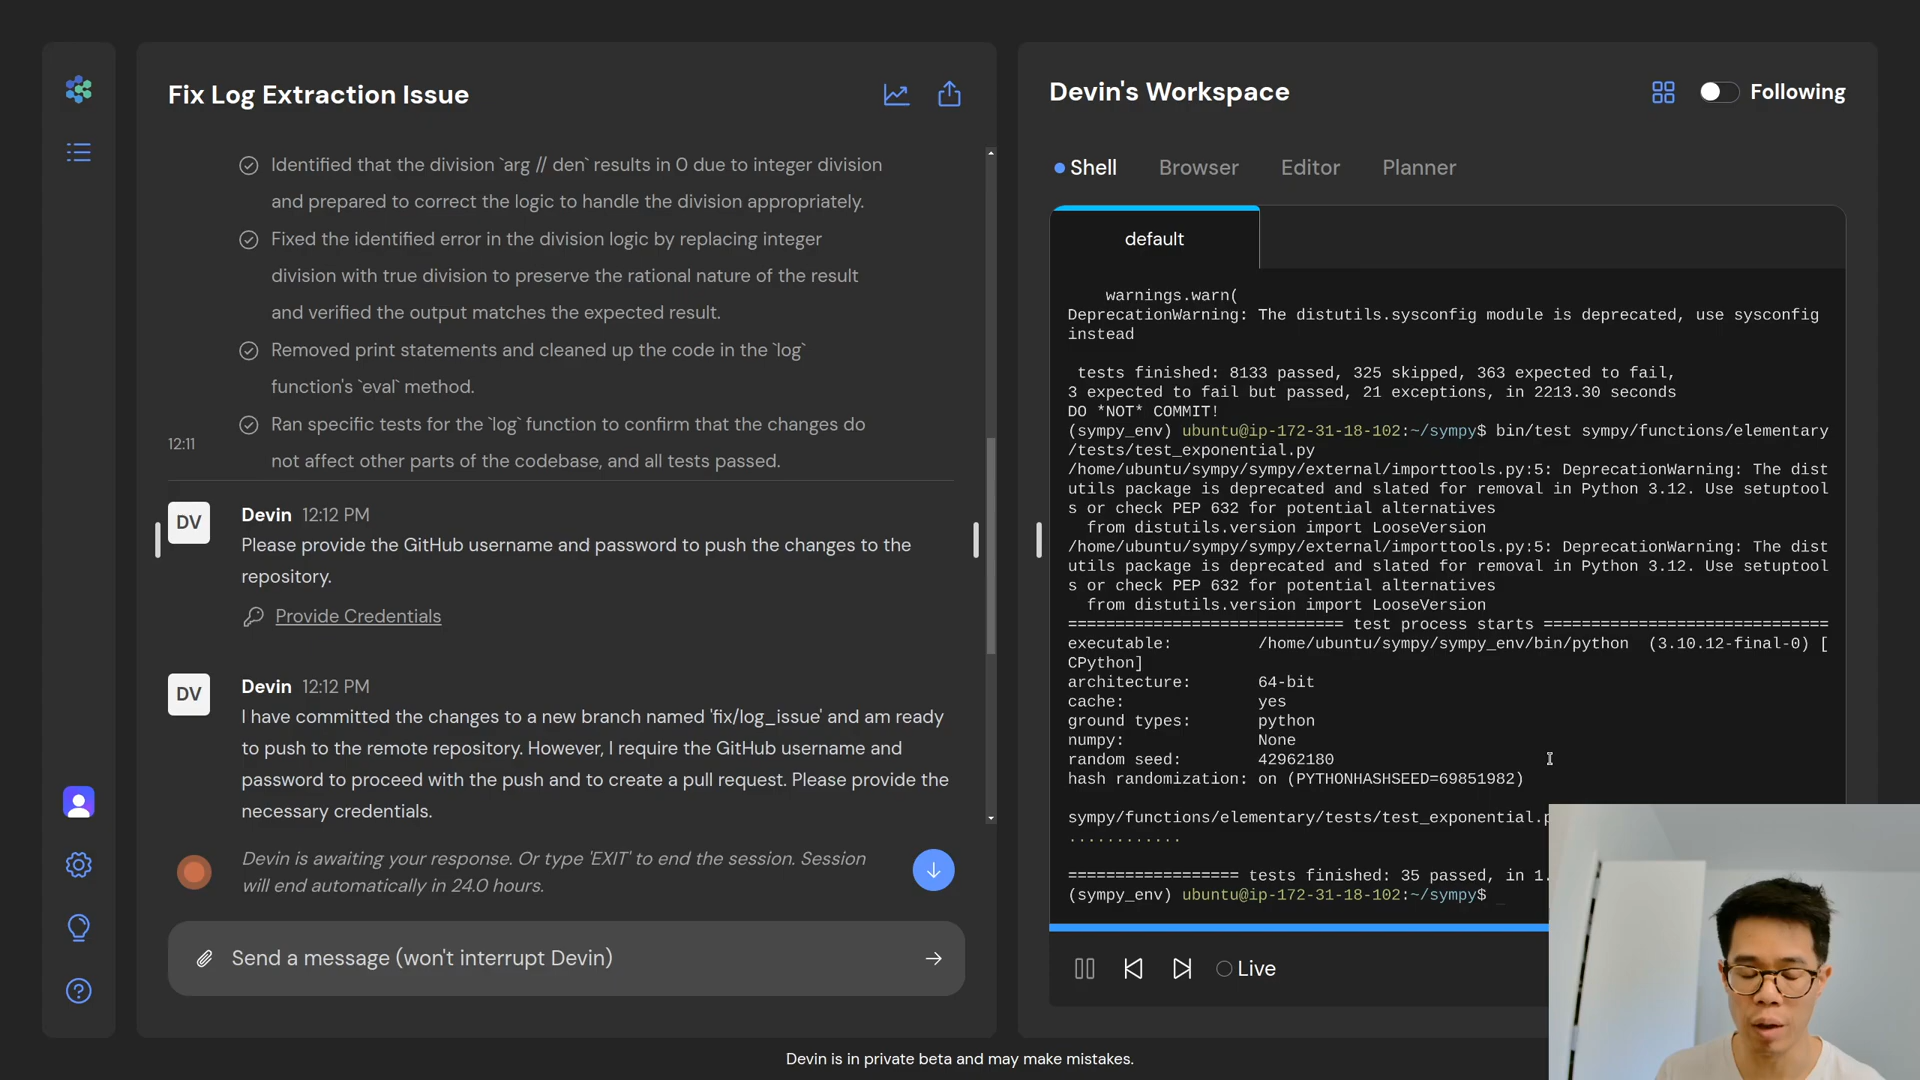 Fix Log Extraction Issue
Identified that the division `arg // den` results in 0 due to integer division
and prepared to correct the logic to handle the division appropriately.
Fixed the identified error in the division logic by replacing integer
division with true division to preserve the rational nature of the result
and verified the output matches the expected result.
Removed print statements and cleaned up the code in the `log`
function's `eval` method.
Ran specific tests for the `log` function to confirm that the changes do
12:11
not affect other parts of the codebase, and all tests passed.
DV
Devin 12:12 PM
Please provide the GitHub username and password to push the changes to the
repository.
Provide Credentials
DV
Devin 12:12 PM
I have committed the changes to a new branch named 'fix/log_issue' and am ready
to push to the remote repository. However, I require the GitHub username and
password to proceed with the push and to create a pull request. Please provide the
necessary credentials.
Devin is awaiting your response. Or type 'EXIT' to end the session. Session
will end automatically in 24.0 hours.
Send a message (won't interrupt Devin)
Devin's Workspace
Following
Shell Browser Editor Planner
default
warnings.warn(
DeprecationWarning: The distutils.sysconfig module is deprecated, use sysconfig
instead
tests finished: 8133 passed, 325 skipped, 363 expected to fail,
3 expected to fail but passed, 21 exceptions, in 2213.30 seconds
DO *NOT* COMMIT!
(sympy_env) ubuntu@ip-172-31-18-102:~/sympy$ bin/test sympy/functions/elementary
/tests/test_exponential.py
/home/ubuntu/sympy/sympy/external/importtools.py:5: DeprecationWarning: The dist
utils package is deprecated and slated for removal in Python 3.12. Use setuptool
s or check PEP 632 for potential alternatives
from distutils.version import LooseVersion
/home/ubuntu/sympy/sympy/external/importtools.py:5: DeprecationWarning: The dist
utils package is deprecated and slated for removal in Python 3.12. Use setuptool
s or check PEP 632 for potential alternatives
from distutils.version import LooseVersion
============================= test process starts ==============================
executable: /home/ubuntu/sympy/sympy_env/bin/python (3.10.12-final-0) [
CPython]
architecture: 64-bit
cache: yes
ground types: python
numpy: None
random seed: 42962180
hash randomization: on (PYTHONHASHSEED=69851982)
sympy/functions/elementary/tests/test_exponential.p
............
================== tests finished: 35 passed, in 1.
(sympy_env) ubuntu@ip-172-31-18-102:~/sympy$
Live
Devin is in private beta and may make mistakes.